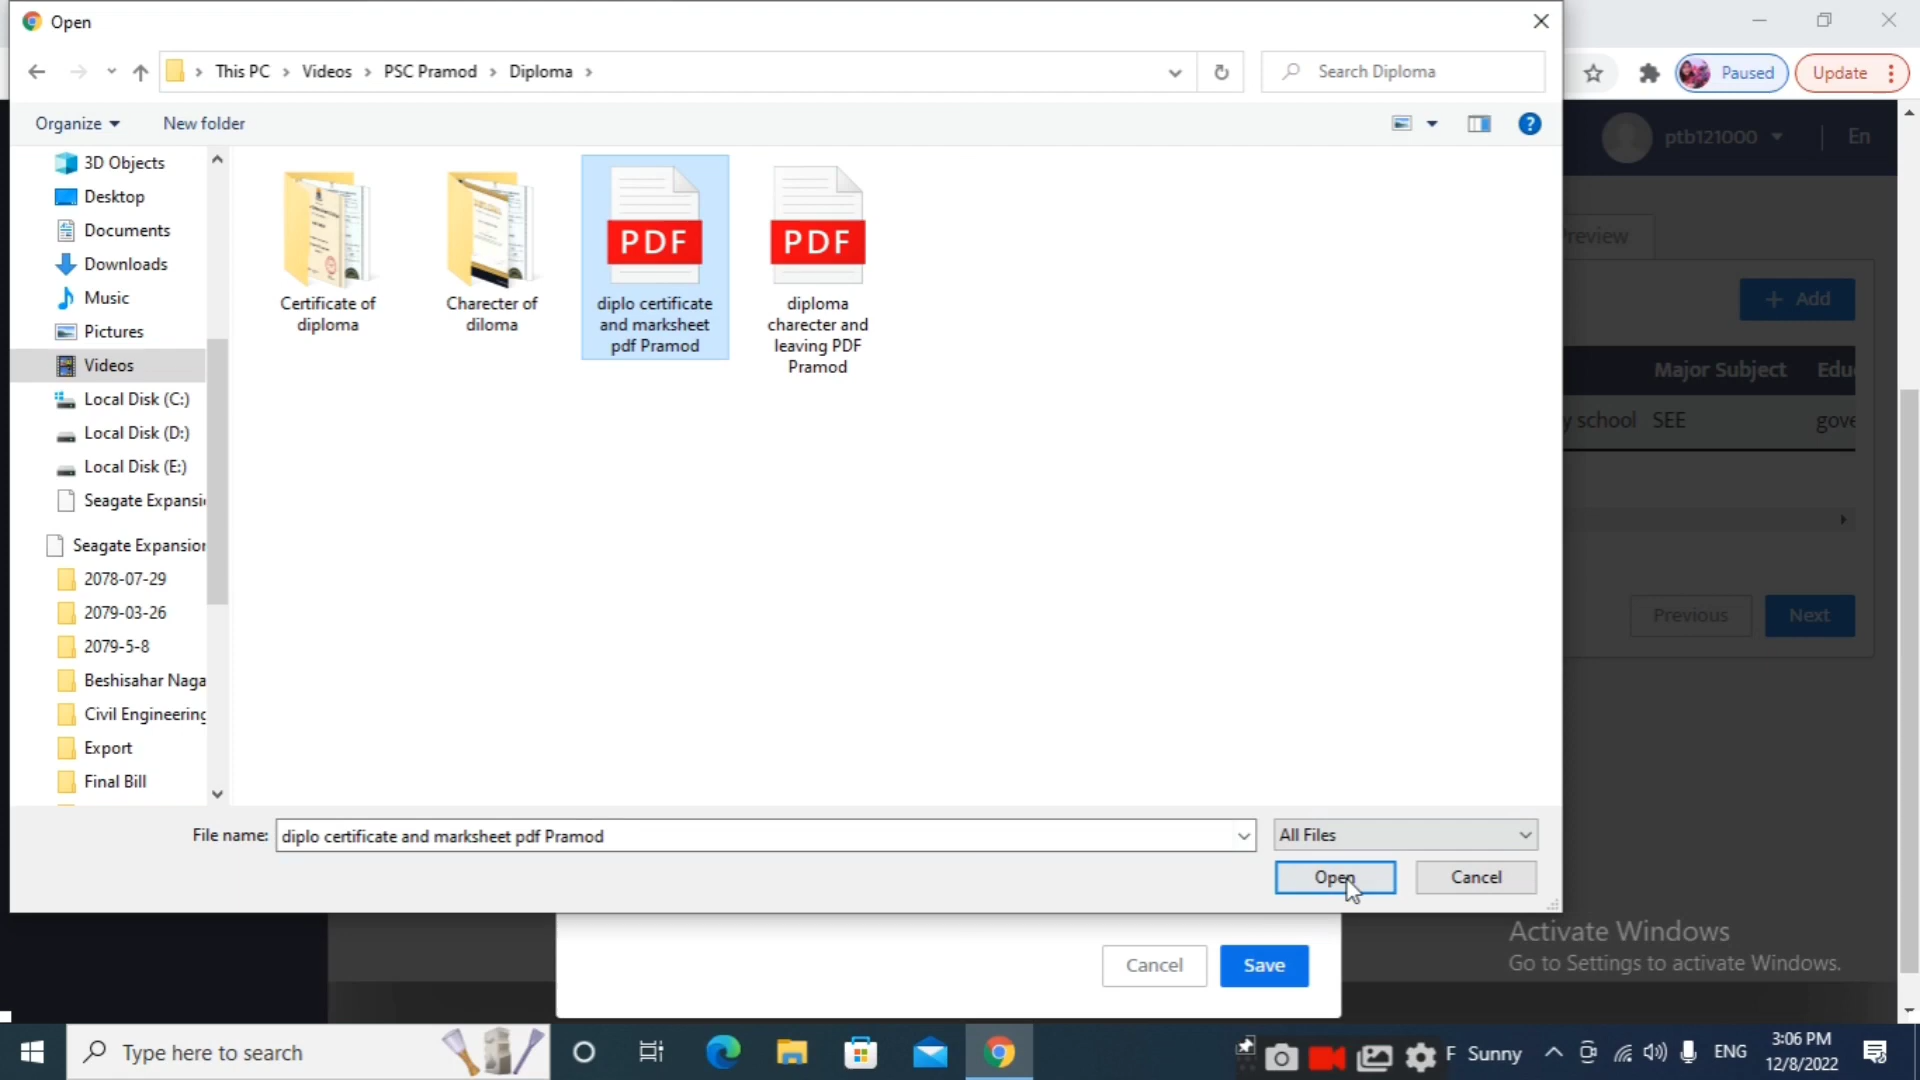 Open
This PC
Videos
PSC Pramod
Diploma
Search Diploma
Paused
Update
Organize
New folder
ptb121000
En
3D Objects
Desktop
Documents
Downloads
Music
Pictures
Videos
Local Disk (C:)
Local Disk (D:)
Local Disk (E:)
Seagate Expansi
Seagate Expansion
2078-07-29
2079-03-26
2079-5-8
Beshisahar Naga
Civil Engineering
Export
Final Bill
Certificate of
diploma
Charecter of
diloma
PDF
diplo certificate
and marksheet
pdf Pramod
PDF
diploma
charecter and
leaving PDF
Pramod
review
+ Add
Major Subject Edu
y school SEE gove
Previous Next
File name: diplo certificate and marksheet pdf Pramod
All Files
Open Cancel
Cancel Save
Activate Windows
Go to Settings to activate Windows.
Type here to search
F Sunny
ENG
3:06 PM
12/8/2022